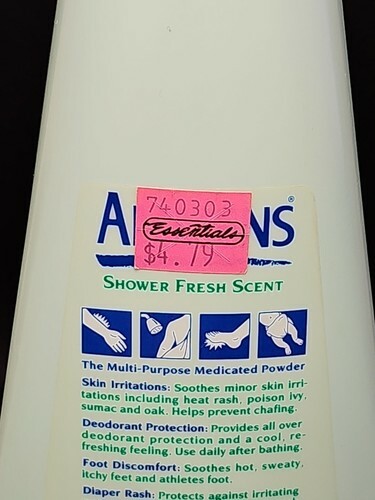 740303
Essentials
$4.79
SHOWER FRESH SCENT
The Multi-Purpose Medicated Powder
Skin Irritations: Soothes minor skin irri-
tations including heat rash, poison ivy,
sumac and oak. Helps prevent chafing.
Deodorant Protection: Provides all over
deodorant protection and a cool, re-
freshing feeling. Use daily after bathing.
Foot Discomfort: Soothes hot, sweaty,
itchy feet and athletes foot.
Diaper Rash: Protects against irritating